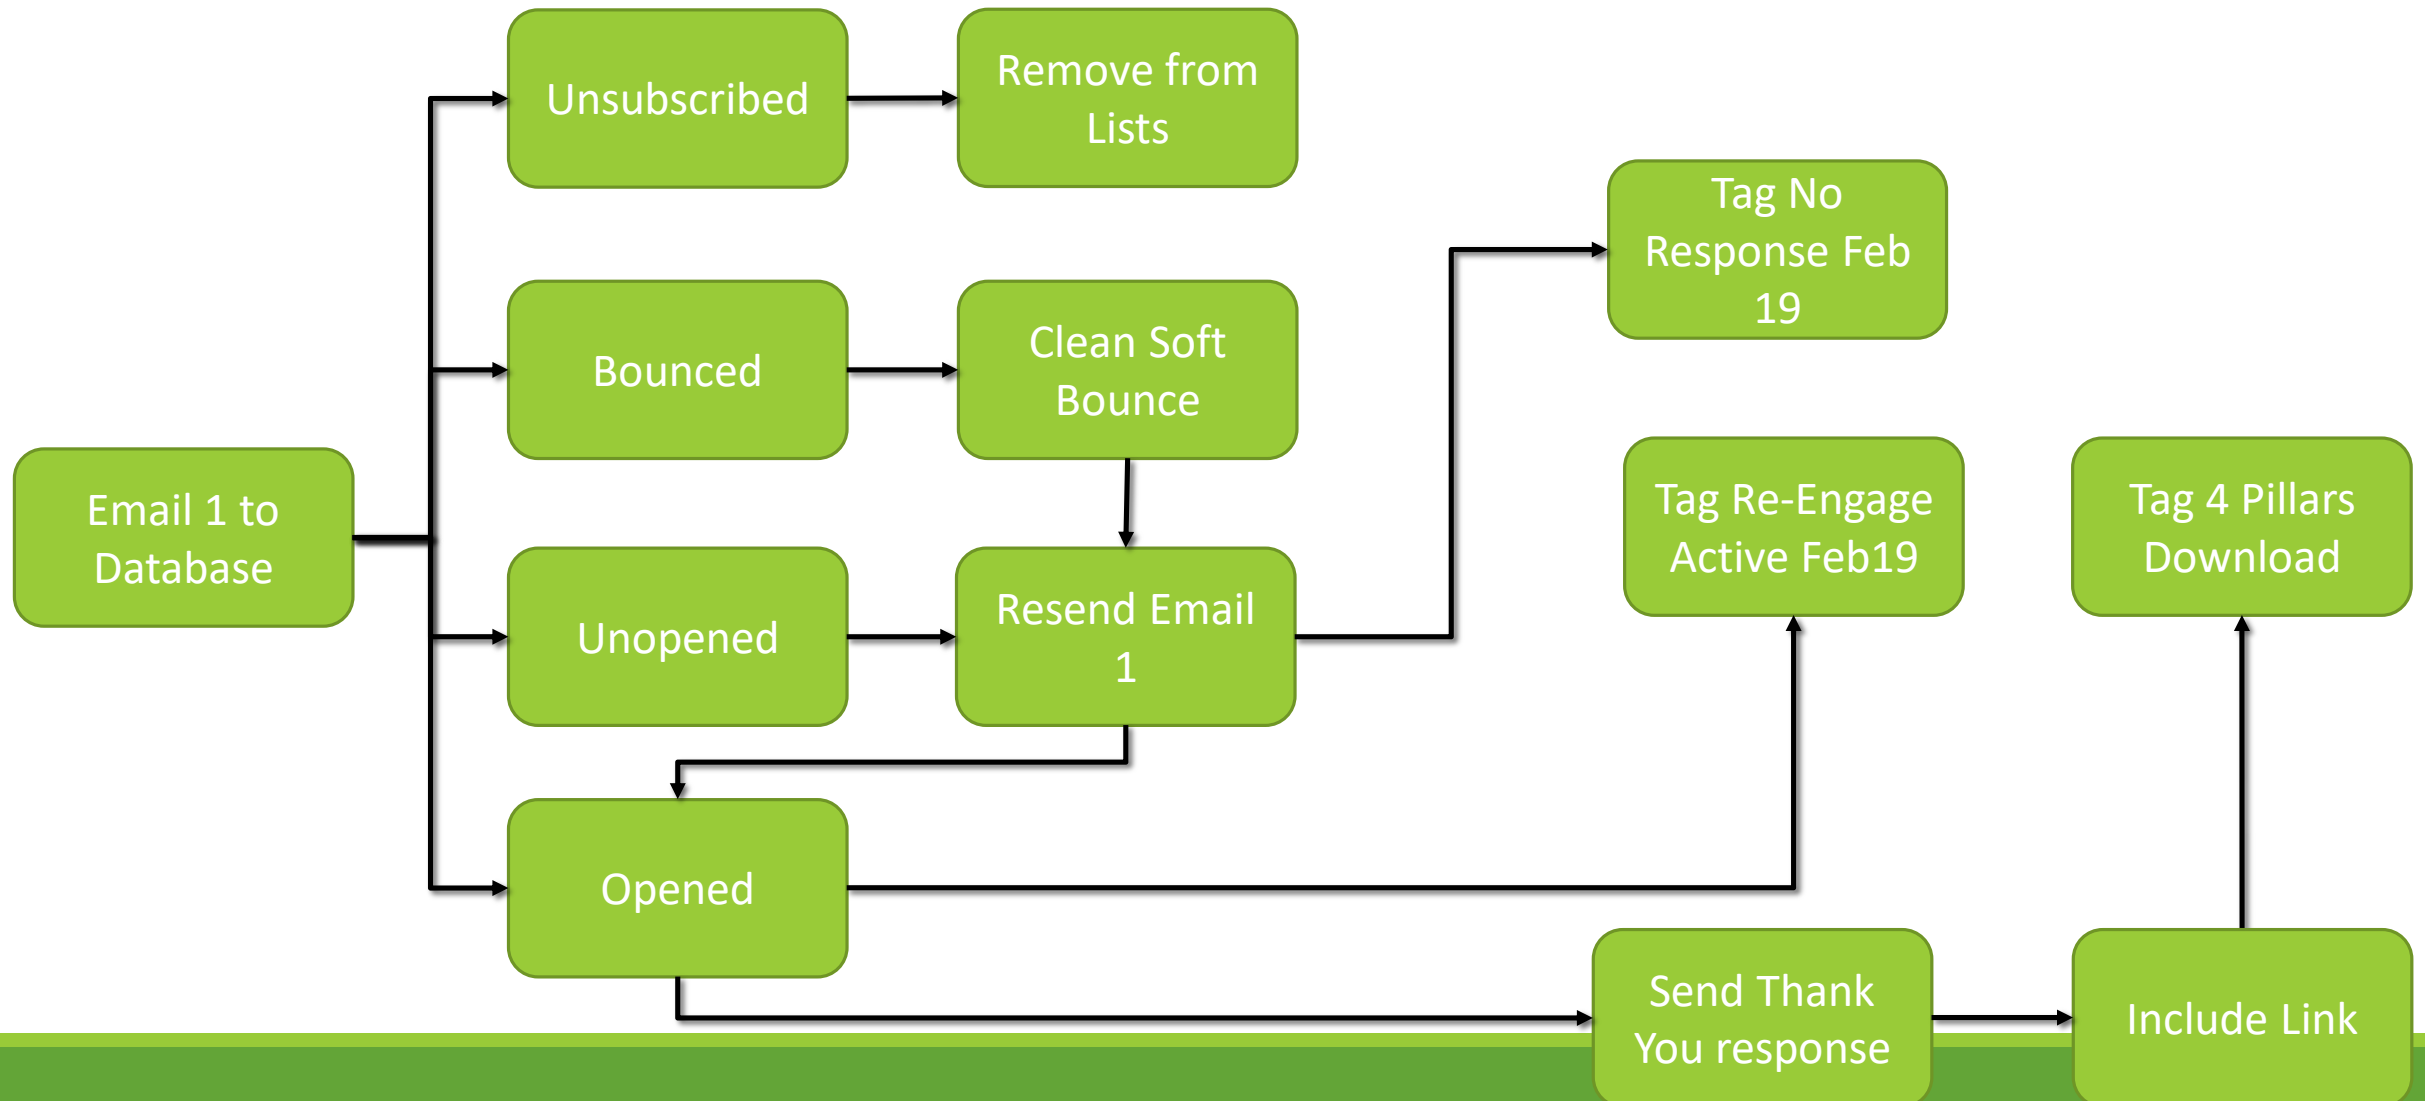 Unsubscribed
Remove from
Lists
Tag No
Response Feb
19
Bounced
Clean Soft
Bounce
Email 1 to
Database
Tag Re-Engage
Active Feb19
Tag 4 Pillars
Download
Unopened
Resend Email
1
Opened
Send Thank
You response
Include Link